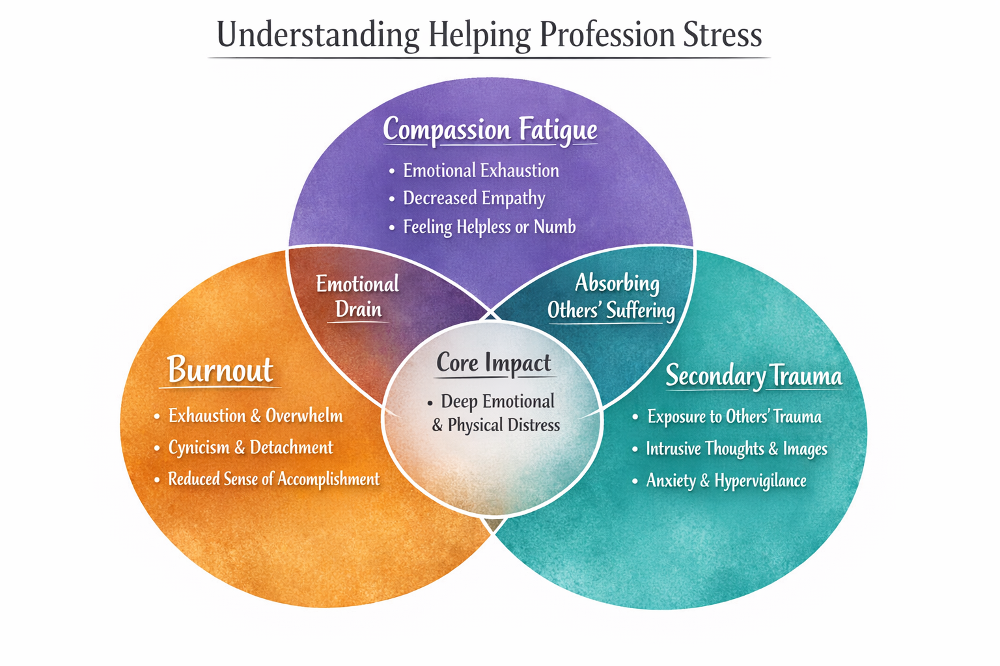 Understanding Helping Profession Stress
Compassion Fatigue
• Emotional Exhaustion
• Decreased Empathy
• Feeling Helpless or Numb
Emotional
Drain
Absorbing
Others’ Suffering
Burnout
• Exhaustion & Overwhelm
• Cynicism & Detachment
• Reduced Sense of Accomplishment
Core Impact
• Deep Emotional
& Physical Distress
Secondary Trauma
• Exposure to Others’ Trauma
• Intrusive Thoughts & Images
• Anxiety & Hypervigilance